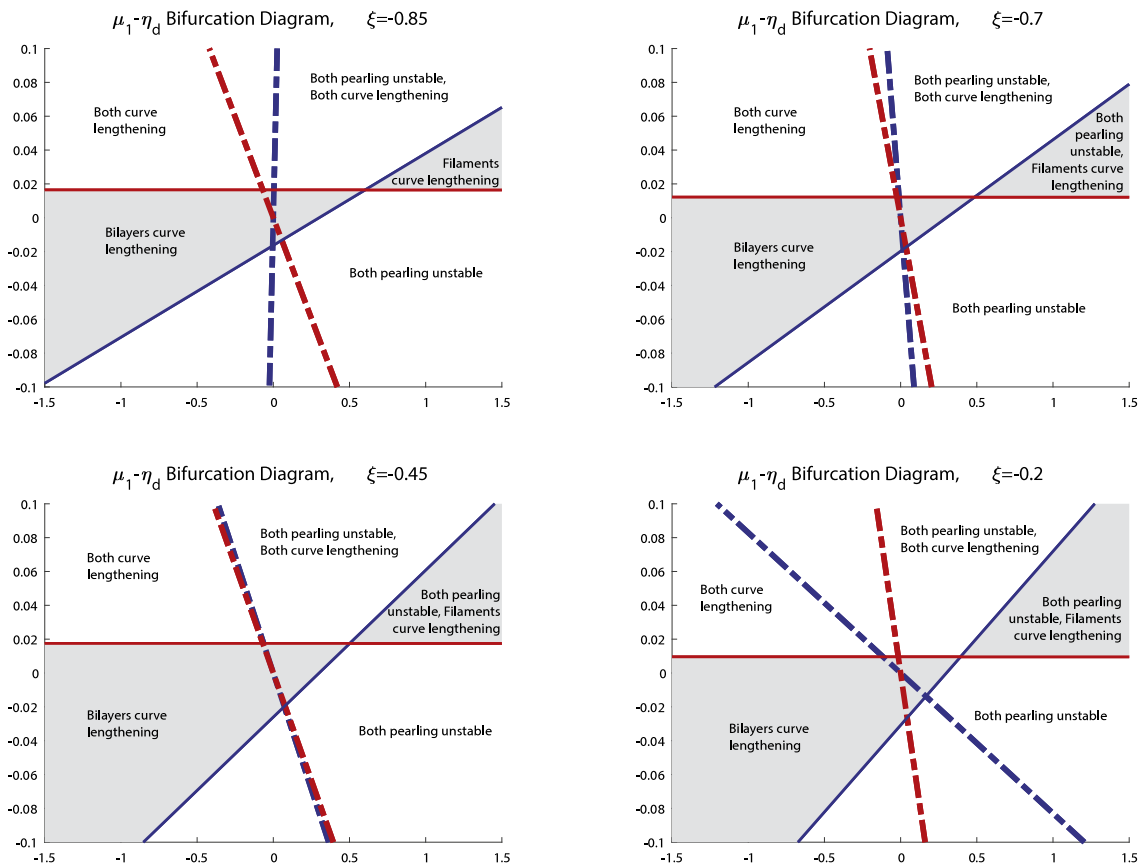 μ₁-η_d Bifurcation Diagram, ξ=-0.85
0.1
0.08
0.06
0.04
0.02
0
-0.02
-0.04
-0.06
-0.08
-0.1
-1.5 -1 -0.5 0 0.5 1 1.5
Both pearling unstable,
Both curve lengthening
Both curve
lengthening
Filaments
curve lengthening
Bilayers curve
lengthening
Both pearling unstable
μ₁-η_d Bifurcation Diagram, ξ=-0.7
0.1
0.08
0.06
0.04
0.02
0
-0.02
-0.04
-0.06
-0.08
-0.1
-1.5 -1 -0.5 0 0.5 1 1.5
Both pearling unstable,
Both curve lengthening
Both curve
lengthening
Both
pearling
unstable,
Filaments curve
lengthening
Bilayers curve
lengthening
Both pearling unstable
μ₁-η_d Bifurcation Diagram, ξ=-0.45
0.1
0.08
0.06
0.04
0.02
0
-0.02
-0.04
-0.06
-0.08
-0.1
-1.5 -1 -0.5 0 0.5 1 1.5
Both pearling unstable,
Both curve lengthening
Both curve
lengthening
Both pearling
unstable, Filaments
curve lengthening
Bilayers curve
lengthening
Both pearling unstable
μ₁-η_d Bifurcation Diagram, ξ=-0.2
0.1
0.08
0.06
0.04
0.02
0
-0.02
-0.04
-0.06
-0.08
-0.1
-1.5 -1 -0.5 0 0.5 1 1.5
Both pearling unstable,
Both curve lengthening
Both curve
lengthening
Both pearling
unstable, Filaments
curve lengthening
Bilayers curve
lengthening
Both pearling unstable